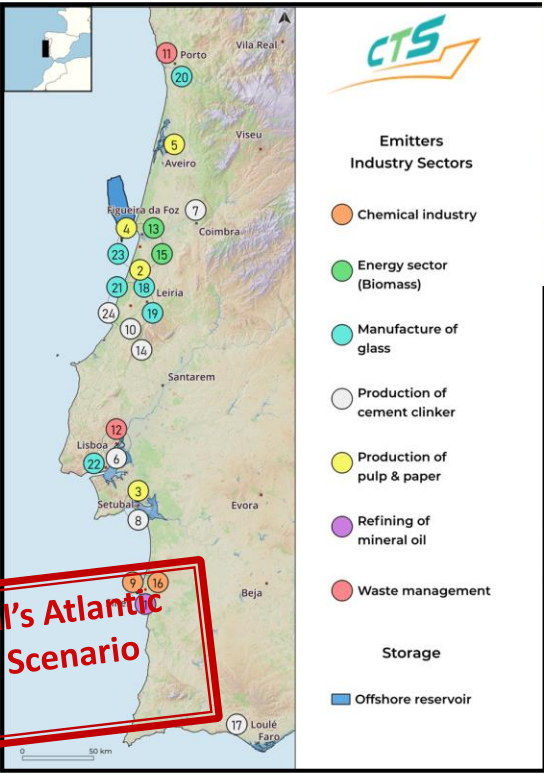 11
Porto
Vila Real
20
Viseu
5
Aveiro
7
Figueira da Foz
4
13
Coimbra
23
15
2
21
18
Leiria
24
19
10
14
Santarem
12
Lisboa
6
22
3
Setubal
8
Evora
9
16
Beja
l's Atlantic
Scenario
17
Loulé
Faro
0
50 km
CTS
Emitters
Industry Sectors
Chemical industry
Energy sector
(Biomass)
Manufacture of
glass
Production of
cement clinker
Production of
pulp & paper
Refining of
mineral oil
Waste management
Storage
Offshore reservoir